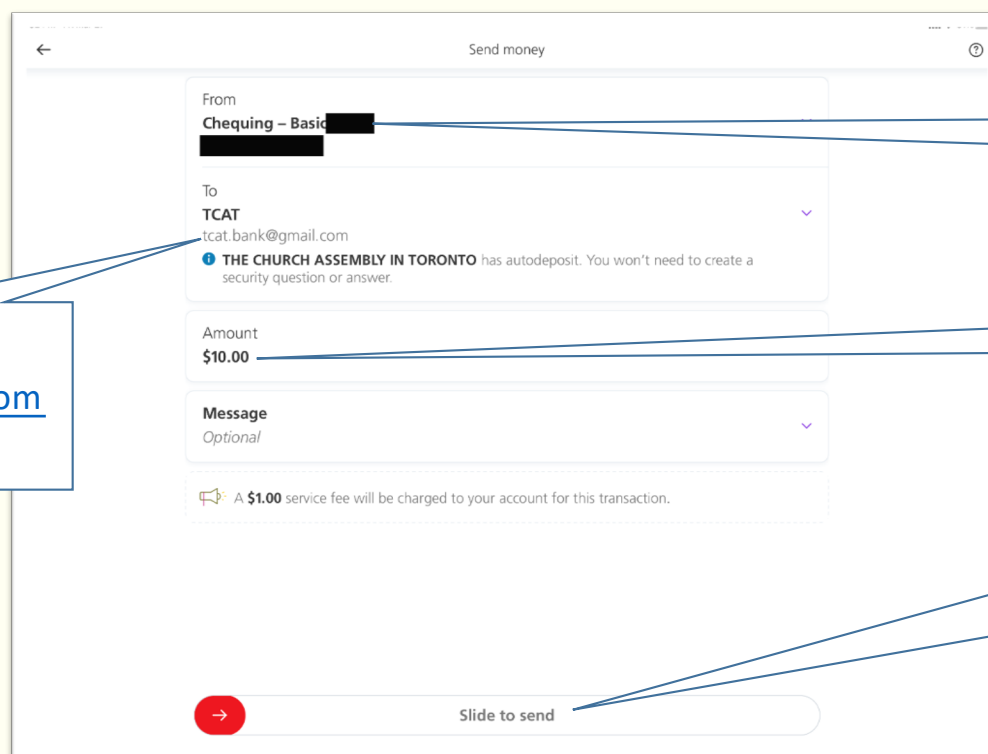 Send money
From
Chequing – Basic
To
TCAT
tcat.bank@gmail.com
THE CHURCH ASSEMBLY IN TORONTO has autodeposit. You won't need to create a
security question or answer.
om
Amount
$10.00
Message
Optional
A $1.00 service fee will be charged to your account for this transaction.
Slide to send